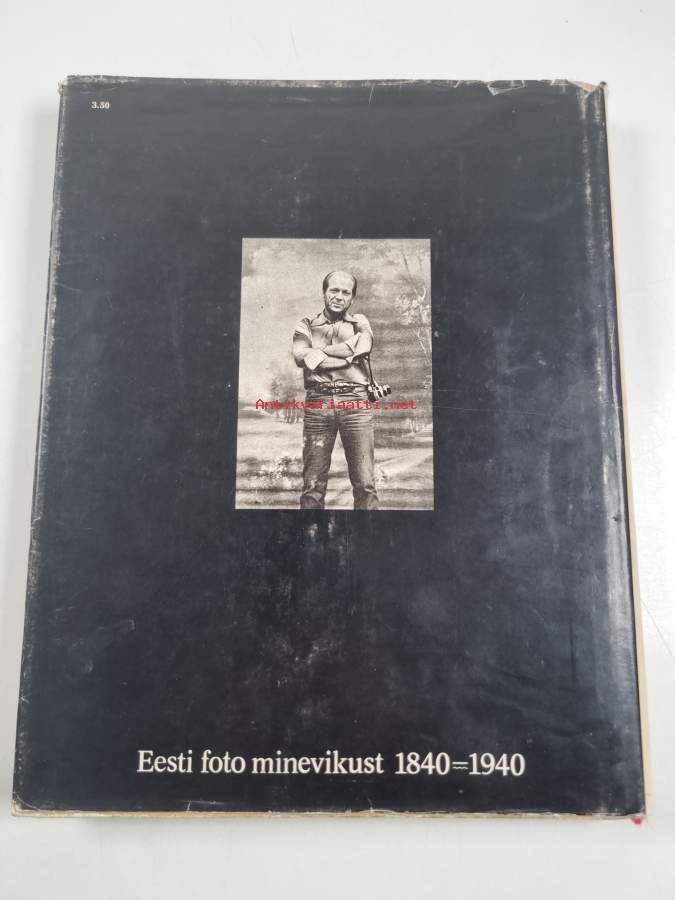 3.50
Antikvariaatti.net
Eesti foto minevikust 1840=1940